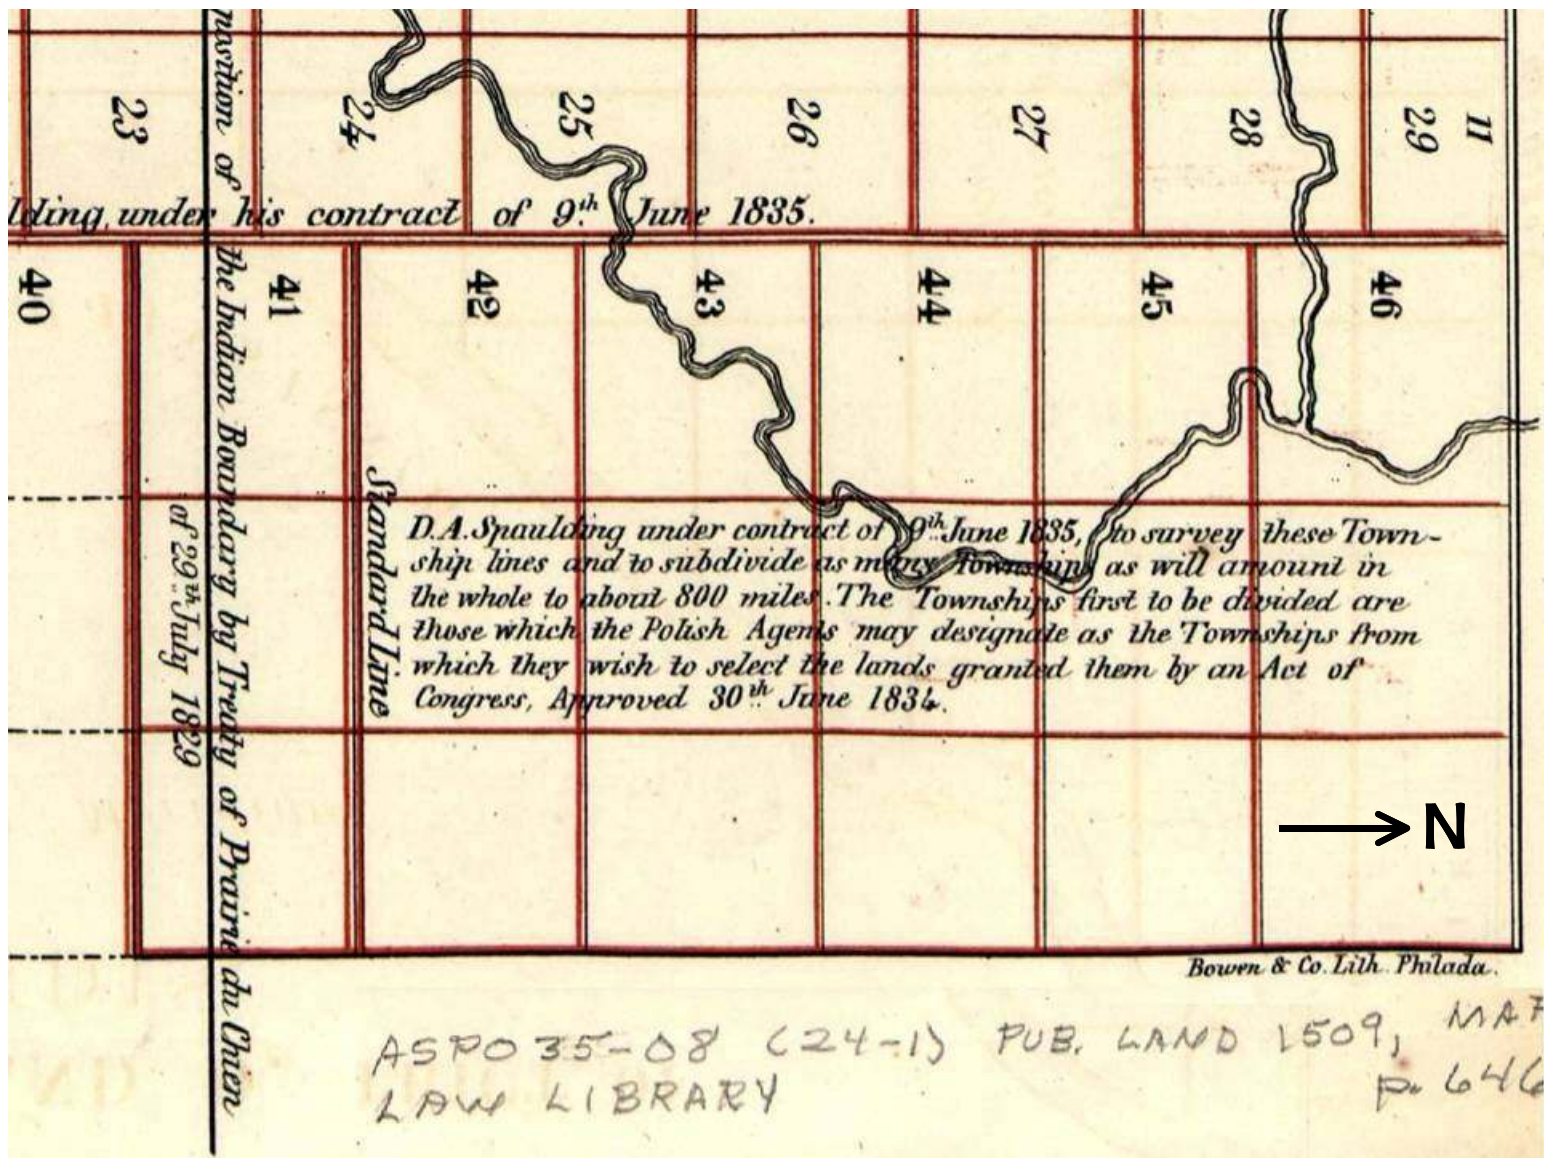 23 24 25 26 27 28 29 11
lding, under his contract of 9th June 1835.
40 41 42 43 44 45 46
position of the Indian Boundary by Treaty of Prairie du Chien
of 29th July 1829
Standard Line
D.A. Spaulding under contract of 9th June 1835, to survey these Town-
ship lines and to subdivide as many Townships as will amount in
the whole to about 800 miles. The Townships first to be divided are
those which the Polish Agents may designate as the Townships from
which they wish to select the lands granted them by an Act of
Congress, Approved 30th June 1834.
N
Bowen & Co. Lith. Philada.
ASP035-08 (24-1) PUB. LAND 1509, MAP
LAW LIBRARY p. 646